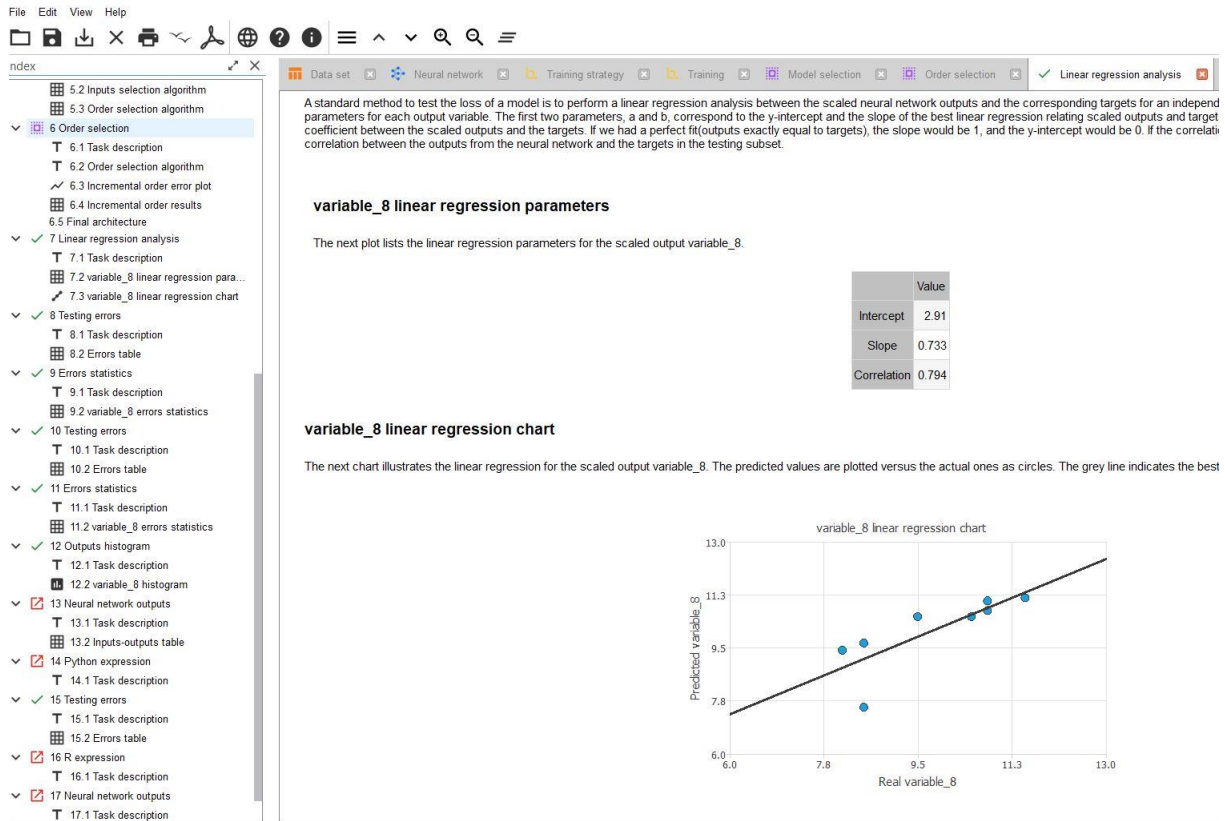 File Edit View Help
ndex
5.2 Inputs selection algorithm
5.3 Order selection algorithm
6 Order selection
6.1 Task description
6.2 Order selection algorithm
6.3 Incremental order error plot
6.4 Incremental order results
6.5 Final architecture
7 Linear regression analysis
7.1 Task description
7.2 variable_8 linear regression para...
7.3 variable_8 linear regression chart
8 Testing errors
8.1 Task description
8.2 Errors table
9 Errors statistics
9.1 Task description
9.2 variable_8 errors statistics
10 Testing errors
10.1 Task description
10.2 Errors table
11 Errors statistics
11.1 Task description
11.2 variable_8 errors statistics
12 Outputs histogram
12.1 Task description
12.2 variable_8 histogram
13 Neural network outputs
13.1 Task description
13.2 Inputs-outputs table
14 Python expression
14.1 Task description
15 Testing errors
15.1 Task description
15.2 Errors table
16 R expression
16.1 Task description
17 Neural network outputs
17.1 Task description
Data set Neural network Training strategy Training Model selection Order selection Linear regression analysis
A standard method to test the loss of a model is to perform a linear regression analysis between the scaled neural network outputs and the corresponding targets for an independ
parameters for each output variable. The first two parameters, a and b, correspond to the y-intercept and the slope of the best linear regression relating scaled outputs and target
coefficient between the scaled outputs and the targets. If we had a perfect fit(outputs exactly equal to targets), the slope would be 1, and the y-intercept would be 0. If the correlati
correlation between the outputs from the neural network and the targets in the testing subset.
variable_8 linear regression parameters
The next plot lists the linear regression parameters for the scaled output variable_8.
Value
Intercept 2.91
Slope 0.733
Correlation 0.794
variable_8 linear regression chart
The next chart illustrates the linear regression for the scaled output variable_8. The predicted values are plotted versus the actual ones as circles. The grey line indicates the best
variable_8 linear regression chart
13.0
11.3
9.5
7.8
6.0
Predicted variable_8
6.0 7.8 9.5 11.3 13.0
Real variable_8